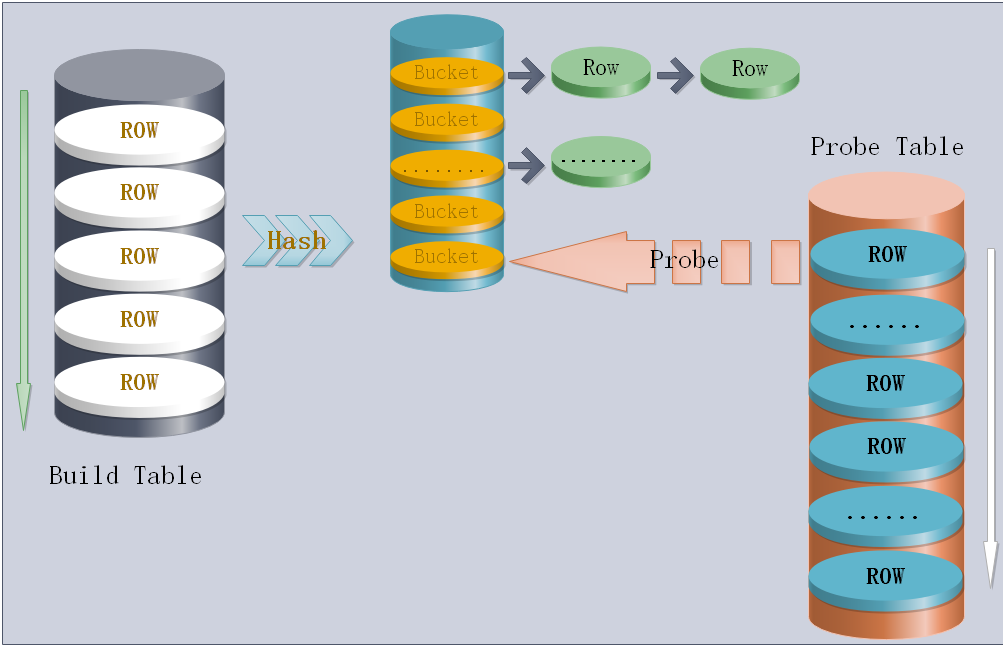 ROW
ROW
ROW
ROW
ROW
Build Table
Hash
Bucket
Bucket
........
Bucket
Bucket
Row
Row
........
Probe
Probe Table
ROW
......
ROW
ROW
......
ROW